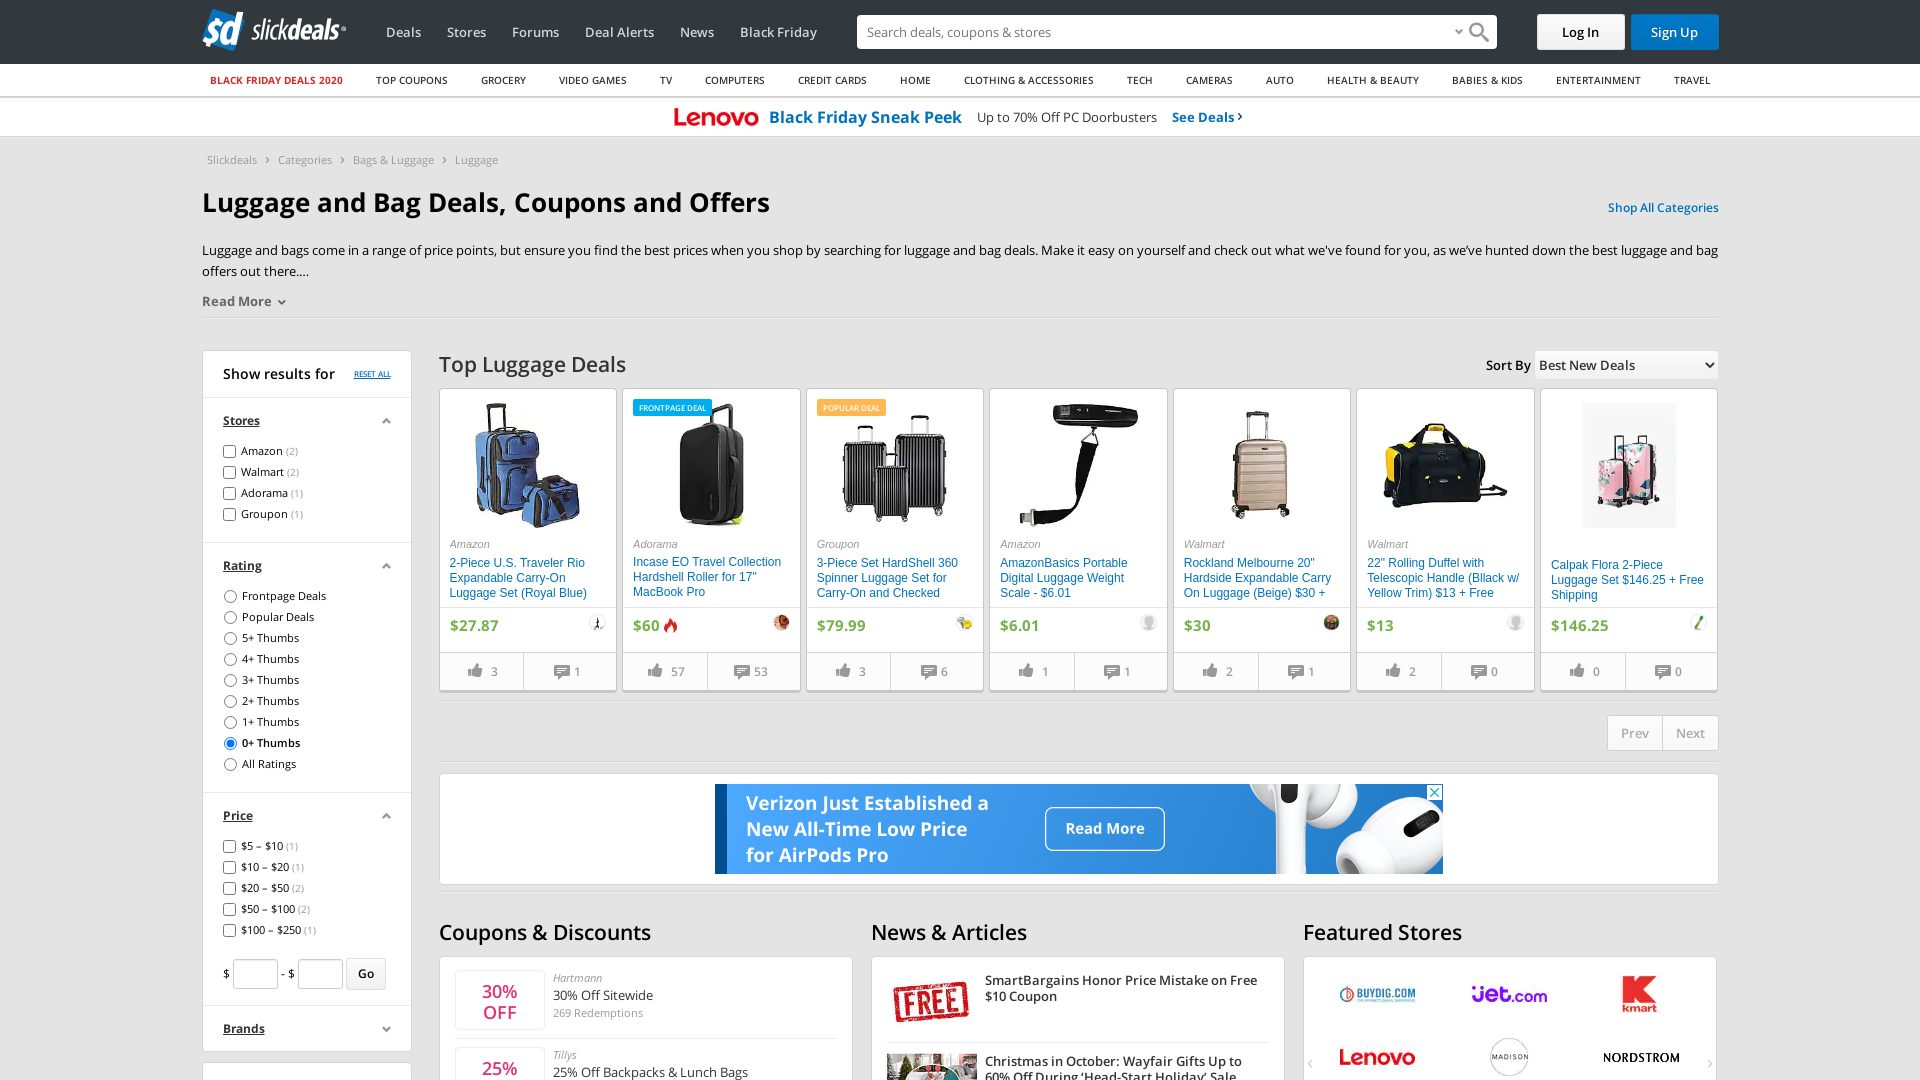 sd slickdeals
Deals
Stores
Forums
Deal Alerts
News
Black Friday
Search deals, coupons & stores
Log In
Sign Up
BLACK FRIDAY DEALS 2020
TOP COUPONS
GROCERY
VIDEO GAMES
TV
COMPUTERS
CREDIT CARDS
HOME
CLOTHING & ACCESSORIES
TECH
CAMERAS
AUTO
HEALTH & BEAUTY
BABIES & KIDS
ENTERTAINMENT
TRAVEL
Lenovo Black Friday Sneak Peek Up to 70% Off PC Doorbusters See Deals
Slickdeals
Categories
Bags & Luggage
Luggage
Luggage and Bag Deals, Coupons and Offers
Shop All Categories
Luggage and bags come in a range of price points, but ensure you find the best prices when you shop by searching for luggage and bag deals. Make it easy on yourself and check out what we've found for you, as we’ve hunted down the best luggage and bag
offers out there....
Read More
Show results for
RESET ALL
Stores
Amazon (2)
Walmart (2)
Adorama (1)
Groupon (1)
Rating
Frontpage Deals
Popular Deals
5+ Thumbs
4+ Thumbs
3+ Thumbs
2+ Thumbs
1+ Thumbs
0+ Thumbs
All Ratings
Price
$5 – $10 (1)
$10 – $20 (1)
$20 – $50 (2)
$50 – $100 (2)
$100 – $250 (1)
$ - $ Go
Brands
Top Luggage Deals
Sort By Best New Deals
Amazon
2-Piece U.S. Traveler Rio
Expandable Carry-On
Luggage Set (Royal Blue)
$27.87
3
1
FRONTPAGE DEAL
Adorama
Incase EO Travel Collection
Hardshell Roller for 17"
MacBook Pro
$60
57
53
POPULAR DEAL
Groupon
3-Piece Set HardShell 360
Spinner Luggage Set for
Carry-On and Checked
$79.99
3
6
Amazon
AmazonBasics Portable
Digital Luggage Weight
Scale - $6.01
$6.01
1
1
Walmart
Rockland Melbourne 20"
Hardside Expandable Carry
On Luggage (Beige) $30 +
$30
2
1
Walmart
22" Rolling Duffel with
Telescopic Handle (Bllack w/
Yellow Trim) $13 + Free
$13
2
0
Calpak Flora 2-Piece
Luggage Set $146.25 + Free
Shipping
$146.25
0
0
Prev
Next
Verizon Just Established a
New All-Time Low Price
for AirPods Pro
Read More
Coupons & Discounts
30%
OFF
Hartmann
30% Off Sitewide
269 Redemptions
25%
Tillys
25% Off Backpacks & Lunch Bags
News & Articles
FREE
SmartBargains Honor Price Mistake on Free
$10 Coupon
Christmas in October: Wayfair Gifts Up to
60% Off During ‘Head-Start Holiday’ Sale
Featured Stores
BUYDIG.COM
Jet.com
K
kmart
Lenovo
MADISON
NORDSTROM